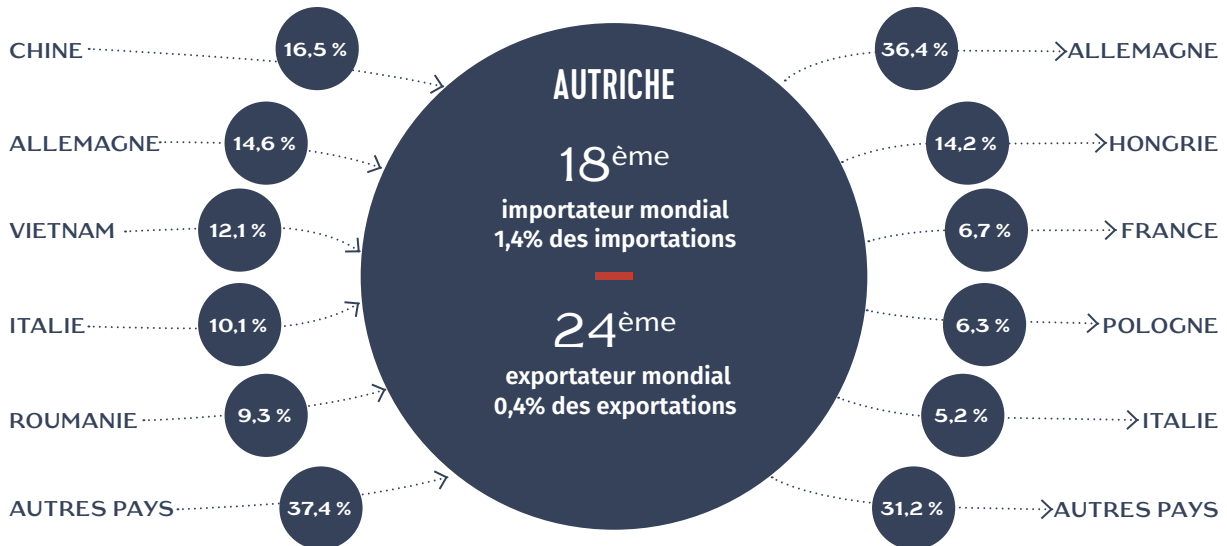 CHINE
16,5 %
ALLEMAGNE
14,6 %
VIETNAM
12,1 %
ITALIE
10,1 %
ROUMANIE
9,3 %
AUTRES PAYS
37,4 %
AUTRICHE
18ème
importateur mondial
1,4% des importations
24ème
exportateur mondial
0,4% des exportations
36,4 %
ALLEMAGNE
14,2 %
HONGRIE
6,7 %
FRANCE
6,3 %
POLOGNE
5,2 %
ITALIE
31,2 %
AUTRES PAYS